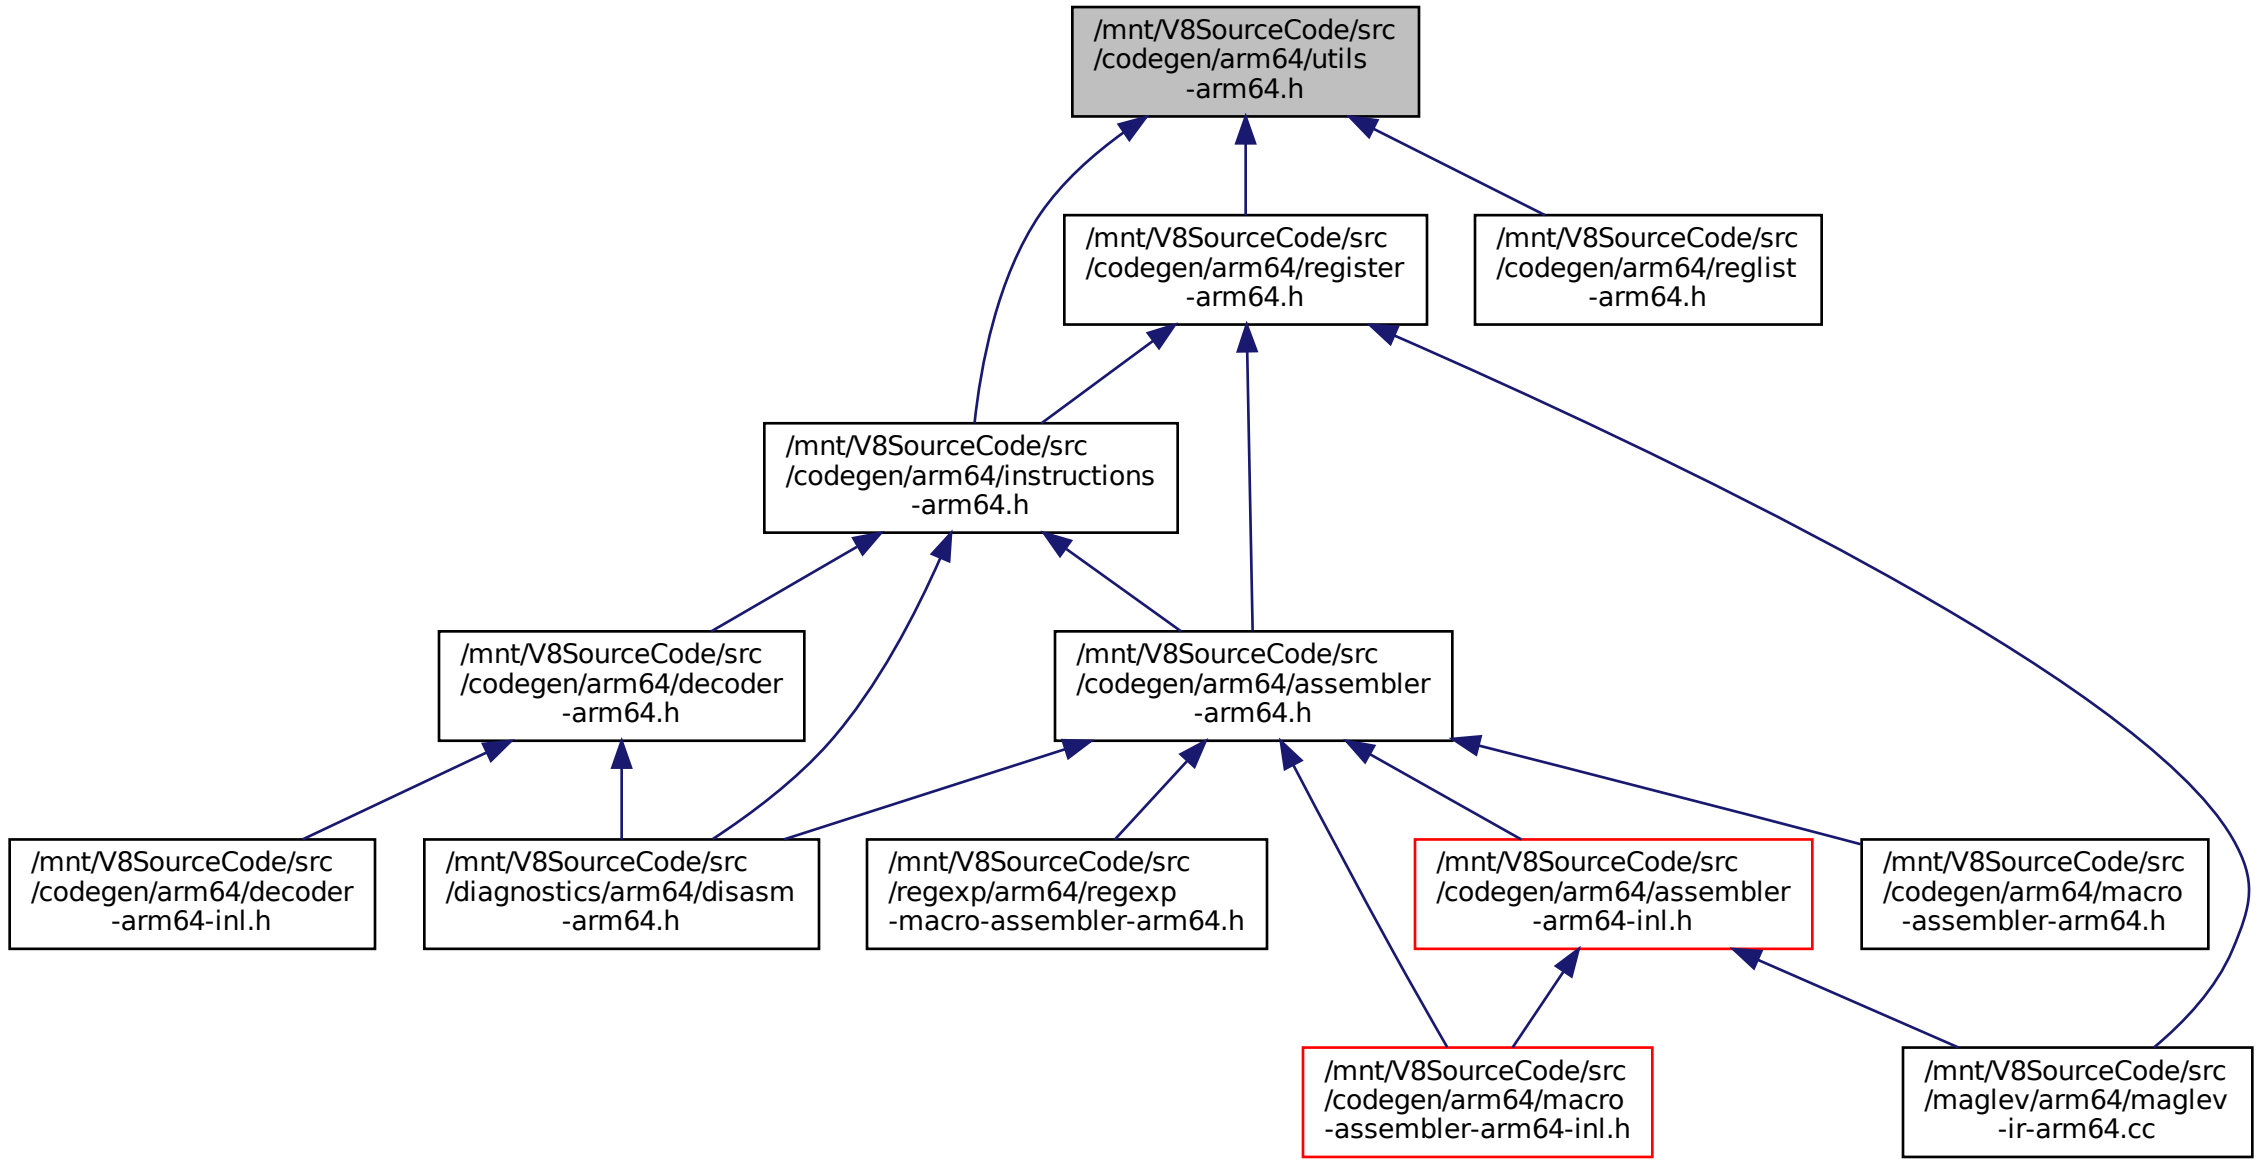 /mnt/V8SourceCode/src
/codegen/arm64/utils
-arm64.h
/mnt/V8SourceCode/src
/codegen/arm64/register
-arm64.h
/mnt/V8SourceCode/src
/codegen/arm64/reglist
-arm64.h
/mnt/V8SourceCode/src
/codegen/arm64/instructions
-arm64.h
/mnt/V8SourceCode/src
/codegen/arm64/decoder
-arm64.h
/mnt/V8SourceCode/src
/codegen/arm64/assembler
-arm64.h
/mnt/V8SourceCode/src
/codegen/arm64/decoder
-arm64-inl.h
/mnt/V8SourceCode/src
/diagnostics/arm64/disasm
-arm64.h
/mnt/V8SourceCode/src
/regexp/arm64/regexp
-macro-assembler-arm64.h
/mnt/V8SourceCode/src
/codegen/arm64/assembler
-arm64-inl.h
/mnt/V8SourceCode/src
/codegen/arm64/macro
-assembler-arm64.h
/mnt/V8SourceCode/src
/codegen/arm64/macro
-assembler-arm64-inl.h
/mnt/V8SourceCode/src
/maglev/arm64/maglev
-ir-arm64.cc